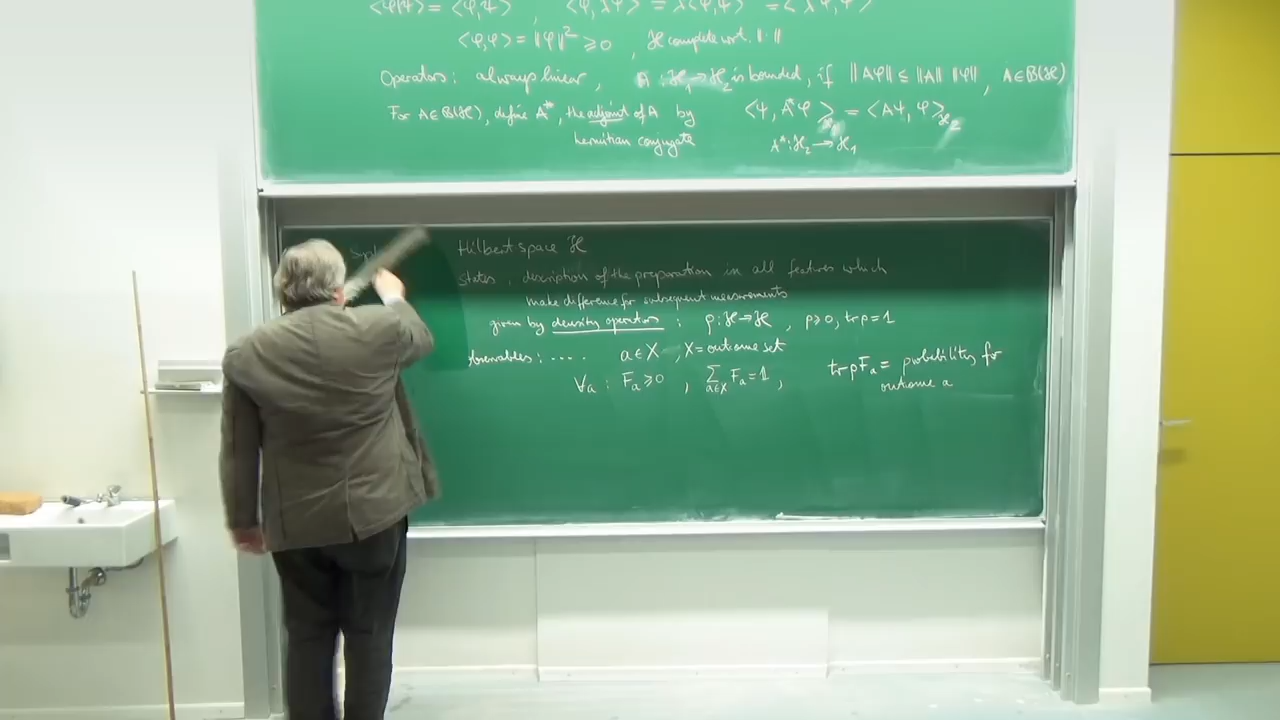 <φ,φ> = ‖φ‖² ⩾ 0 , ℋ complete wrt. ‖·‖
Operators: always linear, A : ℋ₁ → ℋ₂ is bounded, if ‖Aφ‖ ≤ ‖A‖ ‖φ‖, A∈B(ℋ)
For A∈B(ℋ), define A*, the adjoint of A by <ψ, A*φ> = <Aψ, φ>ℋ₂
hermitian conjugate A*: ℋ₂ → ℋ₁
Hilbert space ℋ
states, description of the preparation in all features which
make difference for subsequent measurements
given by density operators : ρ: ℋ→ℋ , ρ⩾0, tr ρ = 1
observables: .... a∈X , X = outcome set
∀a : Fₐ ⩾ 0 , ∑a∈X Fₐ = 𝟙 , tr ρFₐ = probability for
outcome a